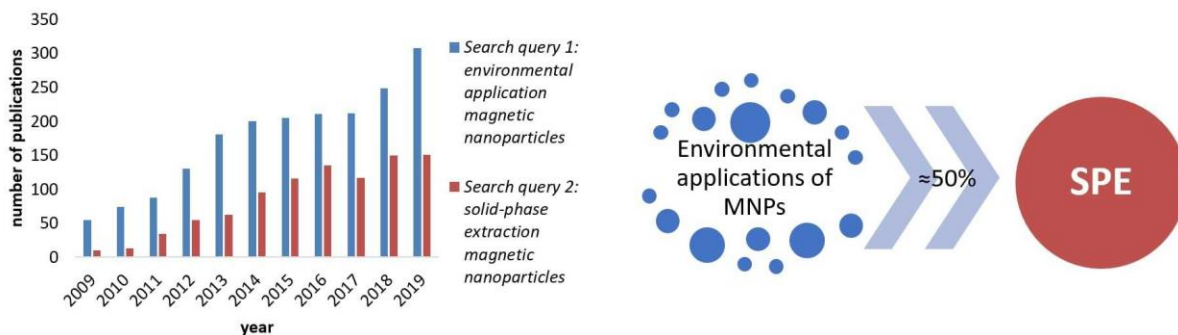 number of publications
350
300
250
200
150
100
50
0
2009
2010
2011
2012
2013
2014
2015
2016
2017
2018
2019
year
Search query 1:
environmental
application
magnetic
nanoparticles
Search query 2:
solid-phase
extraction
magnetic
nanoparticles
Environmental
applications of
MNPs
≈50%
SPE